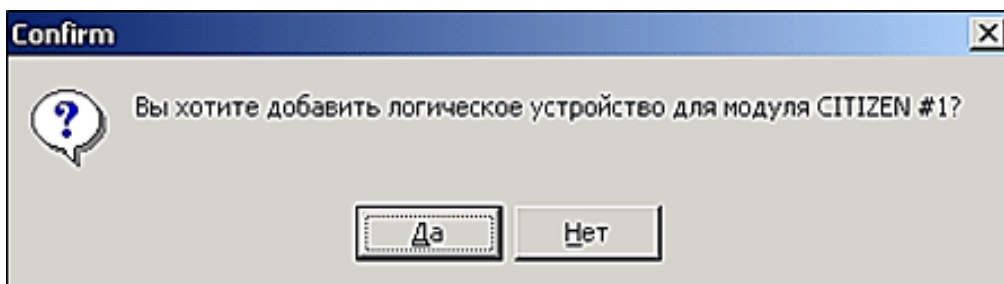 Confirm
Вы хотите добавить логическое устройство для модуля CITIZEN #1?
Да
Нет